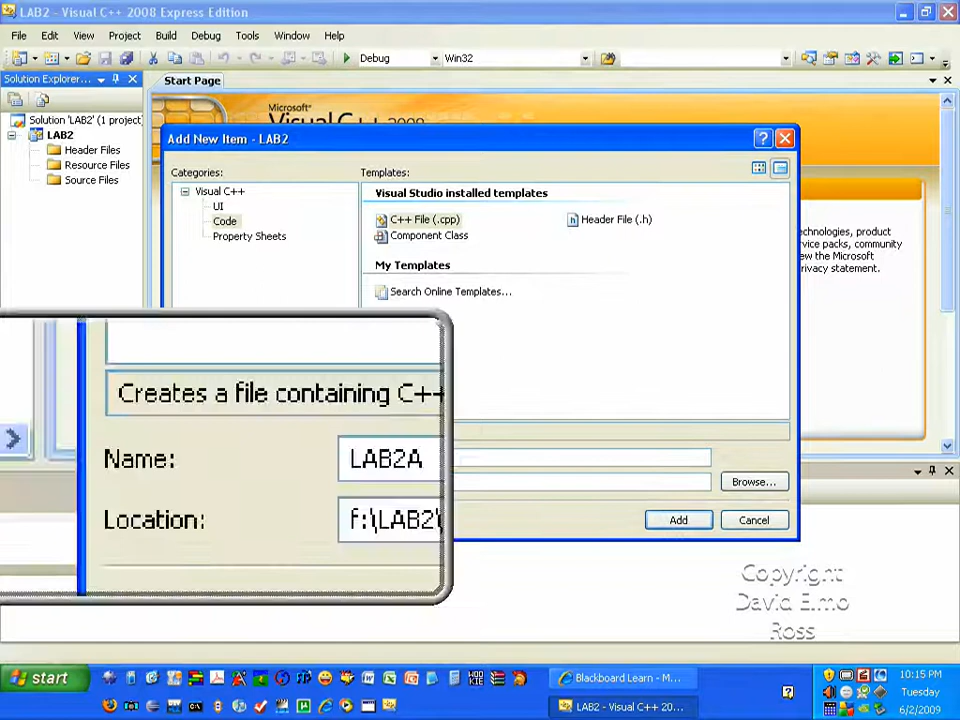 LAB2 - Visual C++ 2008 Express Edition
File Edit View Project Build Debug Tools Window Help
Debug Win32
Solution Explorer...
Start Page
Solution 'LAB2' (1 project)
LAB2
Header Files
Resource Files
Source Files
Microsoft®
Visual C++ 2008
Add New Item - LAB2
Categories:
Templates:
Visual C++
UI
Code
Property Sheets
Visual Studio installed templates
C++ File (.cpp)
Header File (.h)
Component Class
My Templates
Search Online Templates...
echnologies, product
vice packs, community
ew the Microsoft
rivacy statement.
Creates a file containing C++
Name: LAB2A
Location: f:\LAB2\
Browse...
Add
Cancel
Copyright
David Elmo
Ross
start
Blackboard Learn - M...
LAB2 - Visual C++ 20...
10:15 PM
Tuesday
6/2/2009